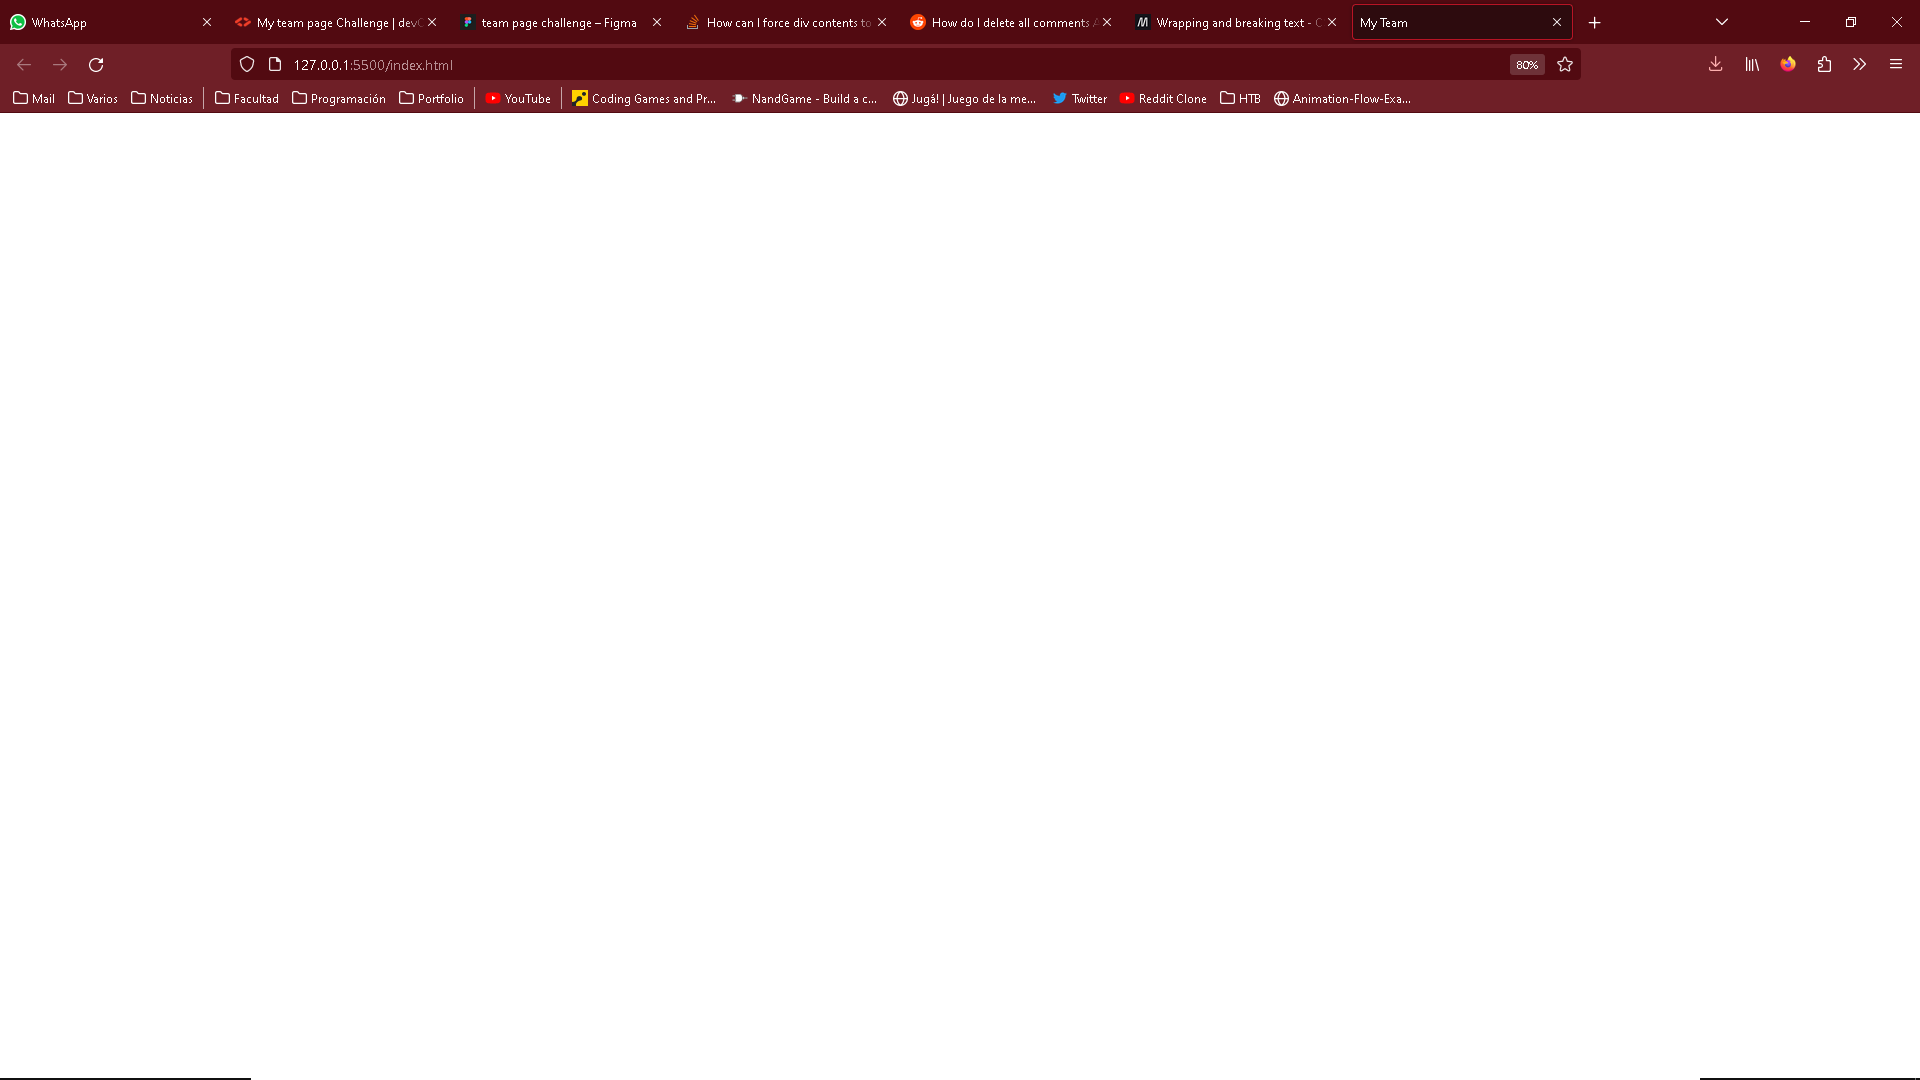 WhatsApp
My team page Challenge | devC
team page challenge – Figma
How can I force div contents to
How do I delete all comments A
Wrapping and breaking text - C
My Team
127.0.0.1:5500/index.html
80%
Mail
Varios
Noticias
Facultad
Programación
Portfolio
YouTube
Coding Games and Pr...
NandGame - Build a c...
Jugá! | Juego de la me...
Twitter
Reddit Clone
HTB
Animation-Flow-Exa...